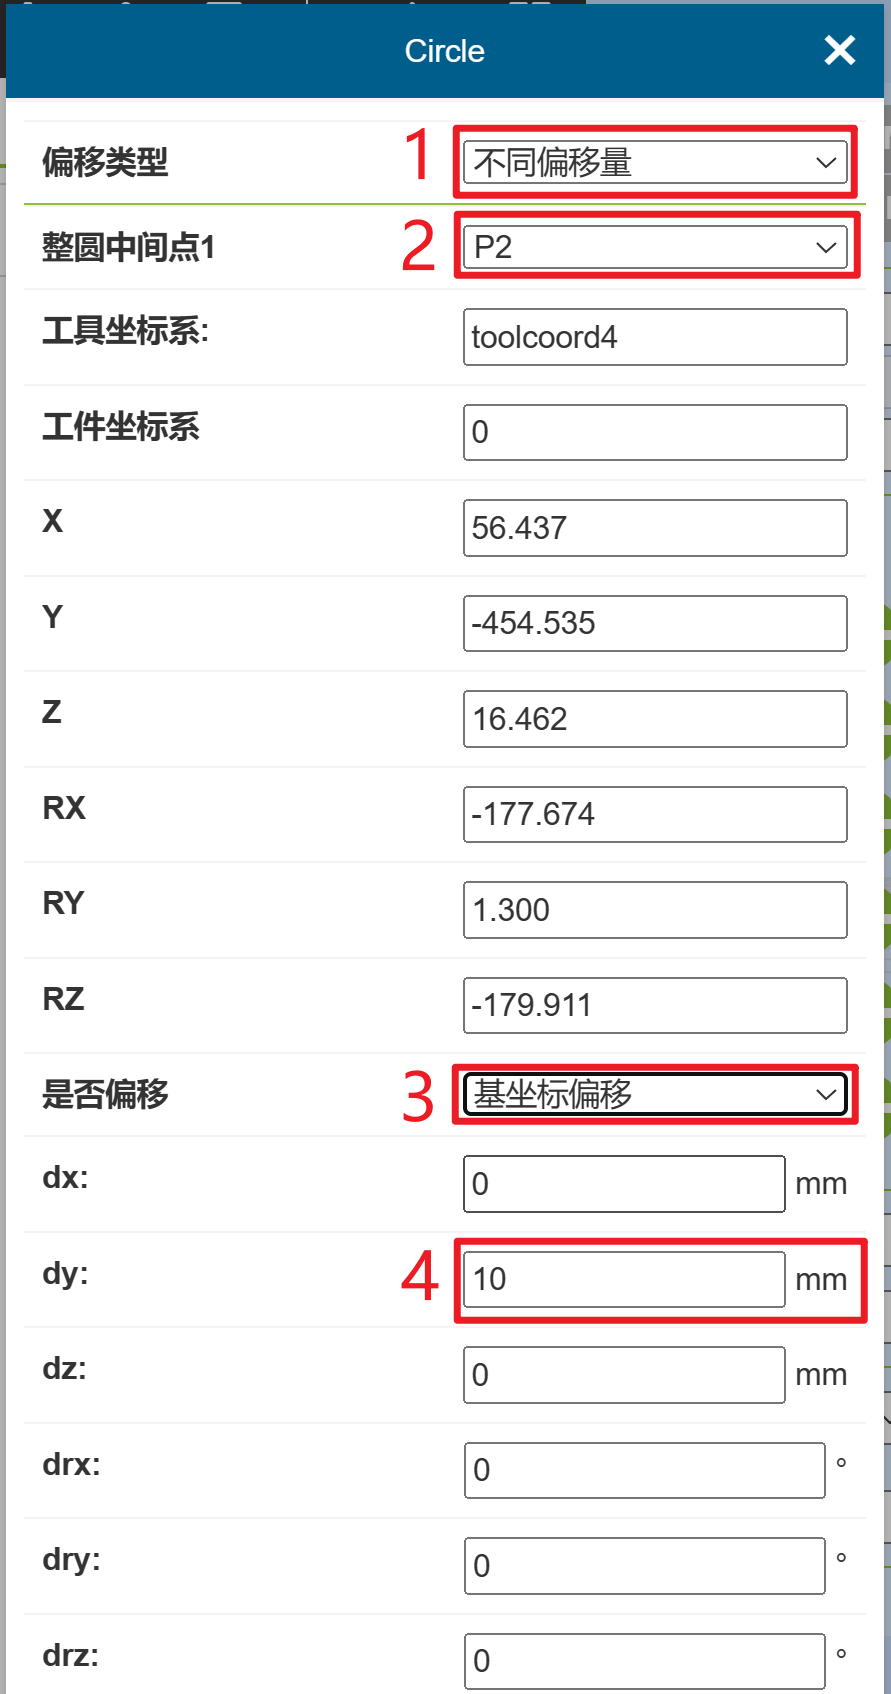 Circle
偏移类型 1 不同偏移量
整圆中间点1 2 P2
工具坐标系: toolcoord4
工件坐标系 0
X 56.437
Y -454.535
Z 16.462
RX -177.674
RY 1.300
RZ -179.911
是否偏移 3 基坐标偏移
dx: 0 mm
dy: 4 10 mm
dz: 0 mm
drx: 0 °
dry: 0 °
drz: 0 °